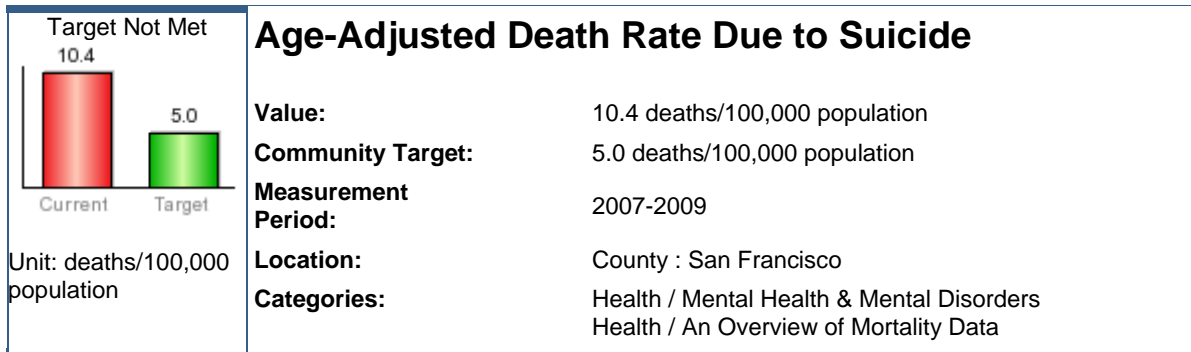 Target Not Met
10.4
5.0
Current Target
Unit: deaths/100,000
population
Age-Adjusted Death Rate Due to Suicide
Value: 10.4 deaths/100,000 population
Community Target: 5.0 deaths/100,000 population
Measurement
Period: 2007-2009
Location: County : San Francisco
Categories: Health / Mental Health & Mental Disorders
Health / An Overview of Mortality Data